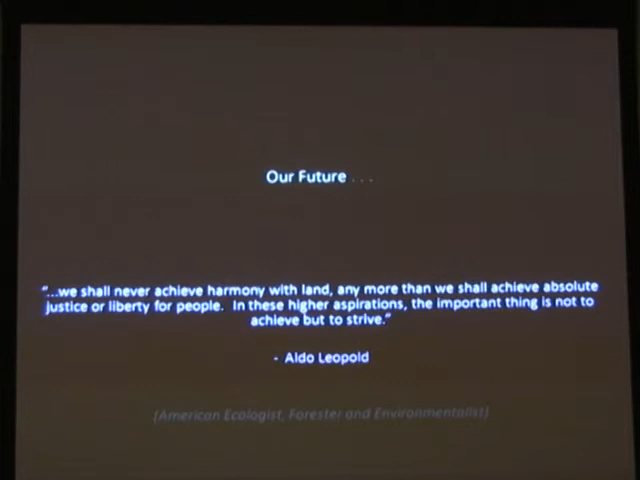 Our Future . . .
“...we shall never achieve harmony with land, any more than we shall achieve absolute
justice or liberty for people. In these higher aspirations, the important thing is not to
achieve but to strive.”
- Aldo Leopold
(American Ecologist, Forester and Environmentalist)